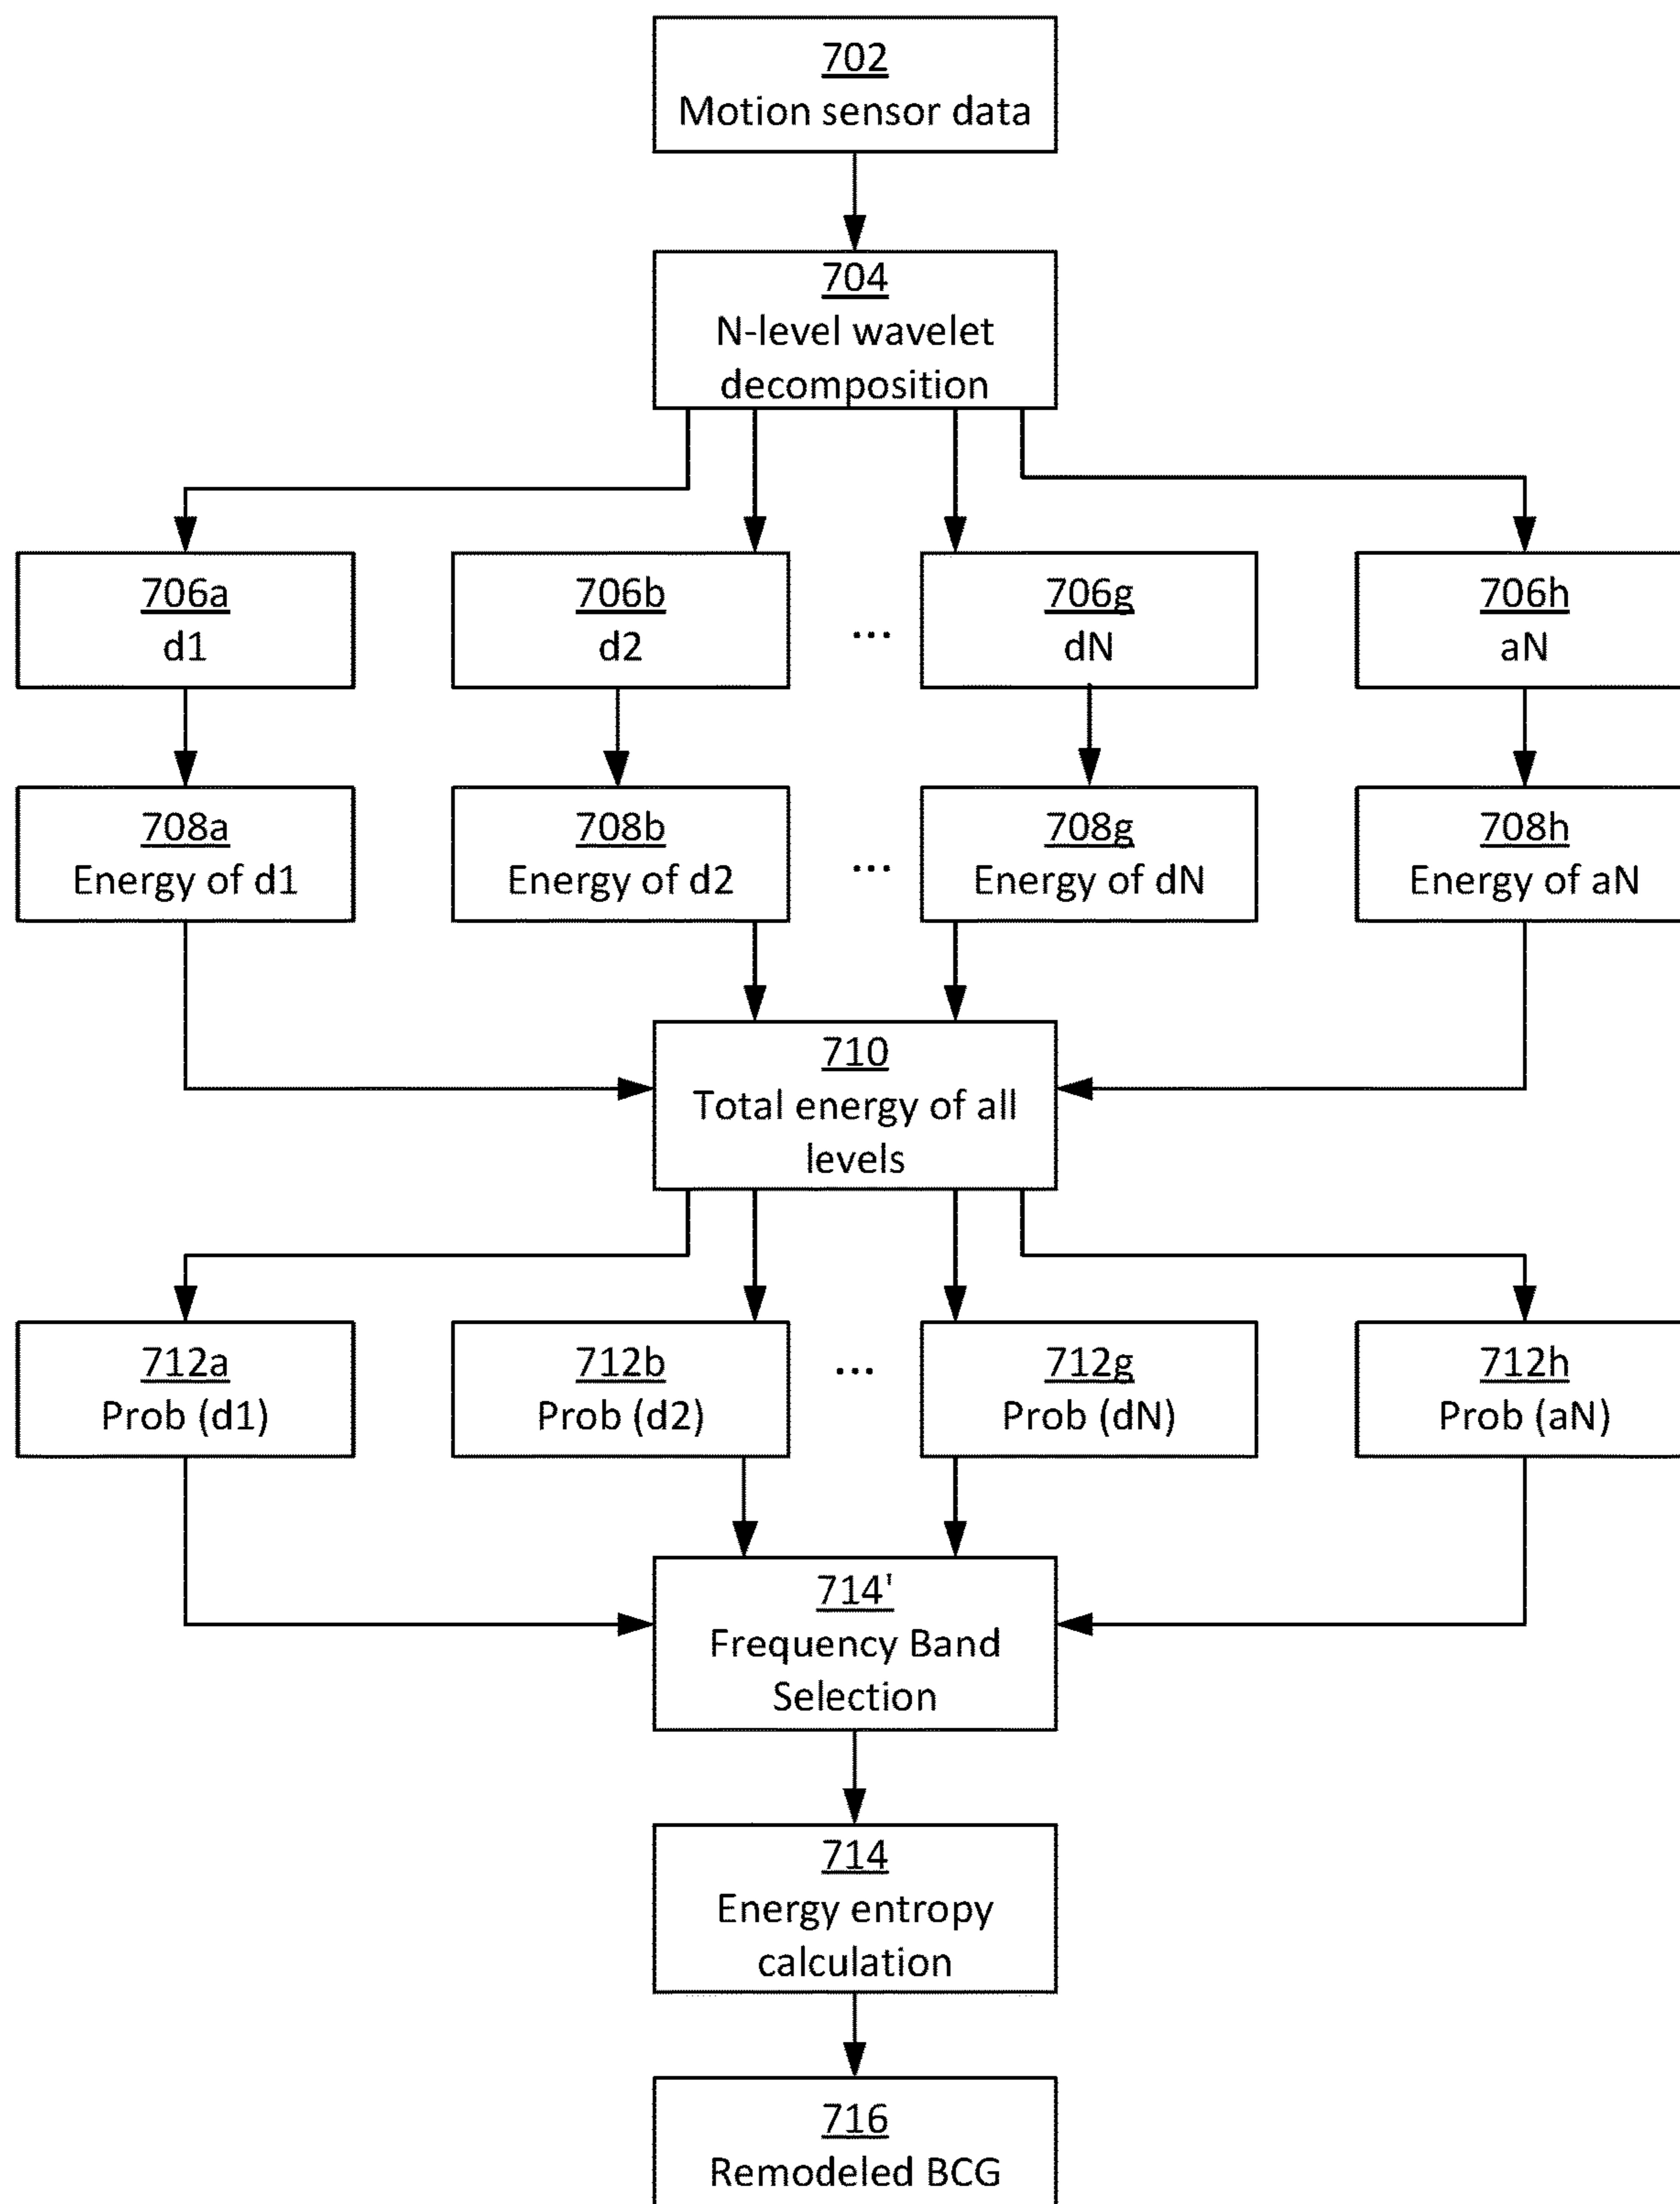 702
Motion sensor data
704
N-level wavelet
decomposition
706a
d1
706b
d2
...
706g
dN
706h
aN
708a
Energy of d1
708b
Energy of d2
...
708g
Energy of dN
708h
Energy of aN
710
Total energy of all
levels
712a
Prob (d1)
712b
Prob (d2)
...
712g
Prob (dN)
712h
Prob (aN)
714'
Frequency Band
Selection
714
Energy entropy
calculation
716
Remodeled BCG